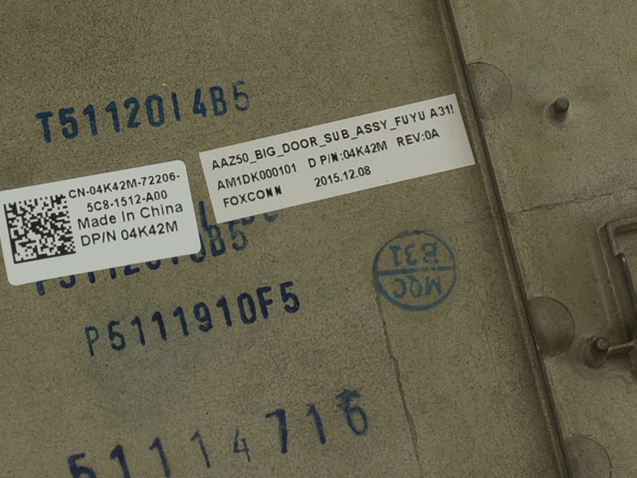 T5112014B5
AAZ50_BIG_DOOR_SUB_ASSY_FUYU A31!
AM1DK000101 D P/N:04K42M REV:0A
FOXCONN 2015.12.08
CN-04K42M-72206-
5C8-1512-A00
Made In China
DP/N 04K42M
MQC
B31
P5111910F5
51114716